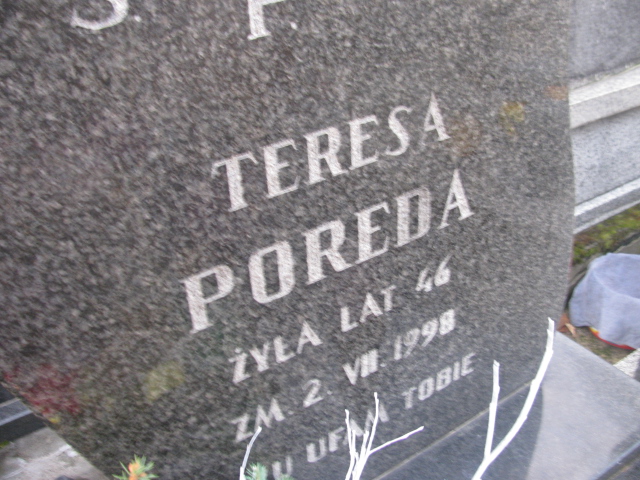 S. P.
TERESA
POREDA
ŻYŁA LAT 46
ZM. 2. VII. 1998
UFAM TOBIE